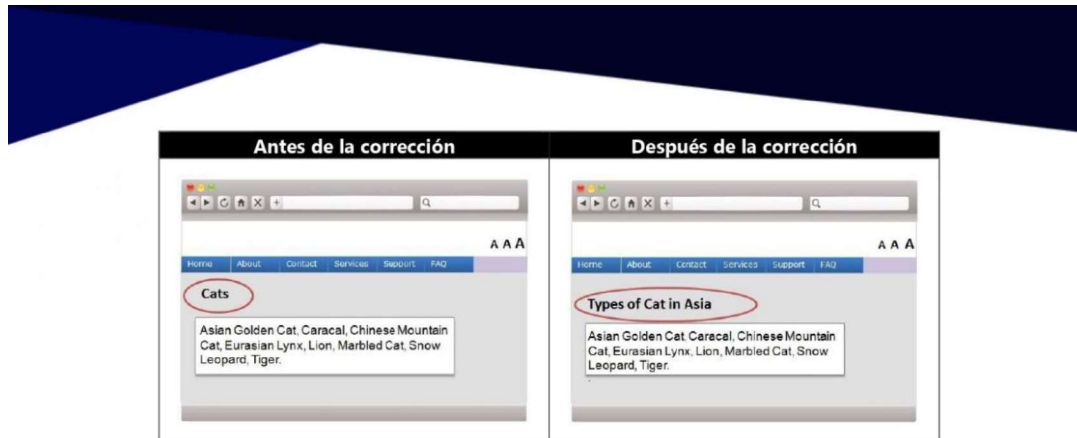 Antes de la corrección
Después de la corrección
A A A
Home About Contact Services Support FAQ
Cats
Asian Golden Cat, Caracal, Chinese Mountain
Cat, Eurasian Lynx, Lion, Marbled Cat, Snow
Leopard, Tiger.
A A A
Home About Contact Services Support FAQ
Types of Cat in Asia
Asian Golden Cat, Caracal, Chinese Mountain
Cat, Eurasian Lynx, Lion, Marbled Cat, Snow
Leopard, Tiger.